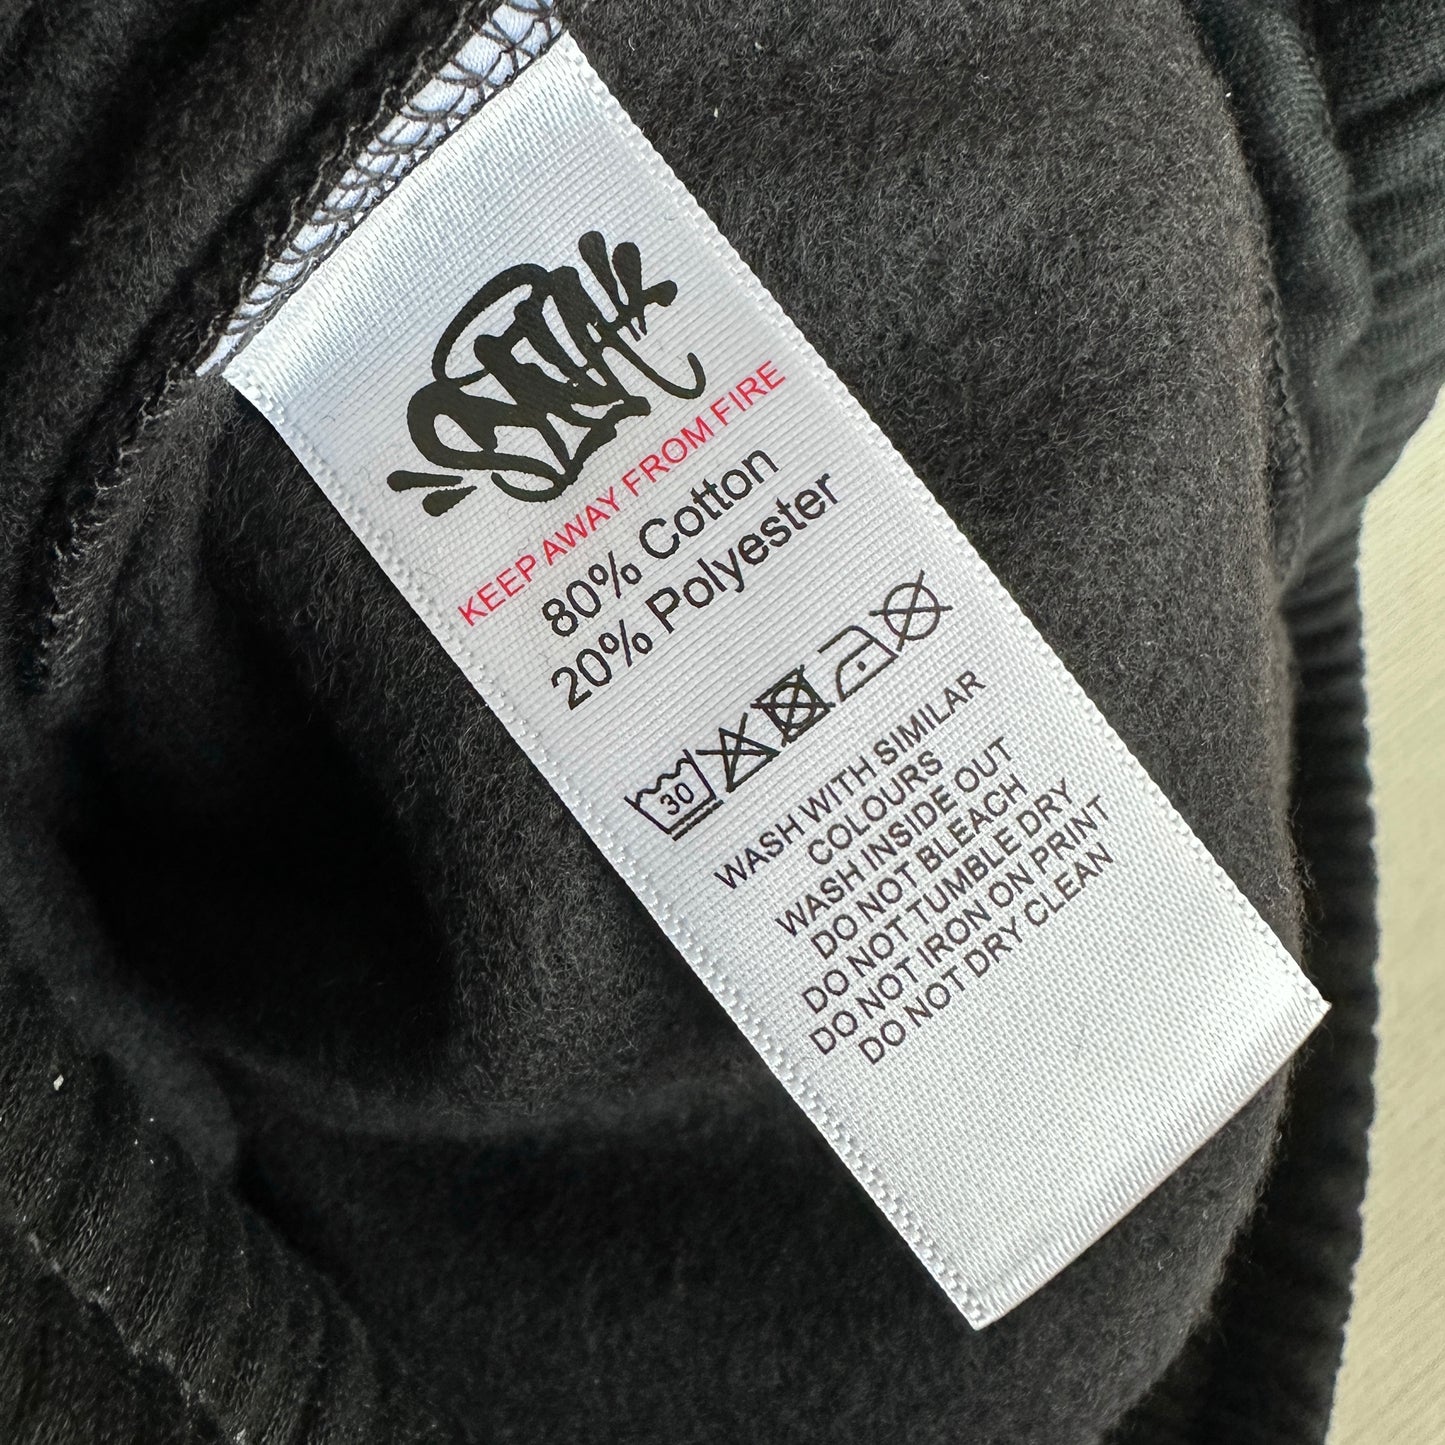 KEEP AWAY FROM FIRE
80% Cotton
20% Polyester
30
WASH WITH SIMILAR
COLOURS
WASH INSIDE OUT
DO NOT BLEACH
DO NOT TUMBLE DRY
DO NOT IRON ON PRINT
DO NOT DRY CLEAN